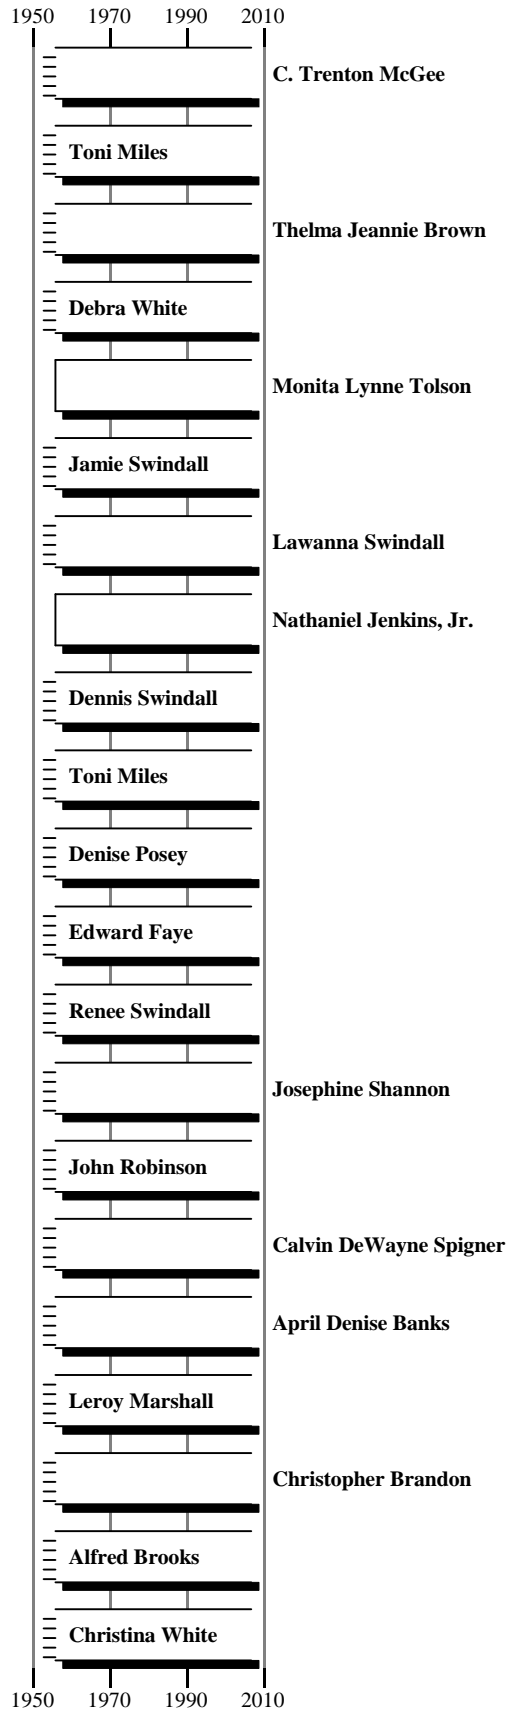 1950 1970 1990 2010
C. Trenton McGee
Toni Miles
Thelma Jeannie Brown
Debra White
Monita Lynne Tolson
Jamie Swindall
Lawanna Swindall
Nathaniel Jenkins, Jr.
Dennis Swindall
Toni Miles
Denise Posey
Edward Faye
Renee Swindall
Josephine Shannon
John Robinson
Calvin DeWayne Spigner
April Denise Banks
Leroy Marshall
Christopher Brandon
Alfred Brooks
Christina White
1950 1970 1990 2010